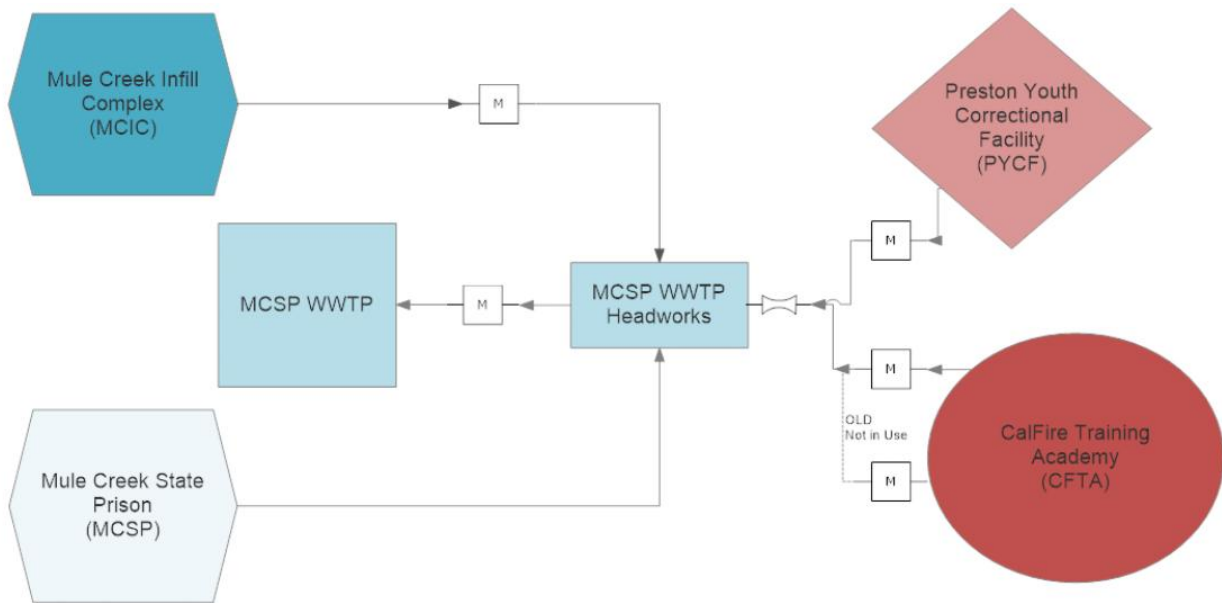 Mule Creek Infill
Complex
(MCIC)
M
Preston Youth
Correctional
Facility
(PYCF)
M
MCSP WWTP
M
MCSP WWTP
Headworks
M
OLD
Not in Use
M
CalFire Training
Academy
(CFTA)
Mule Creek State
Prison
(MCSP)